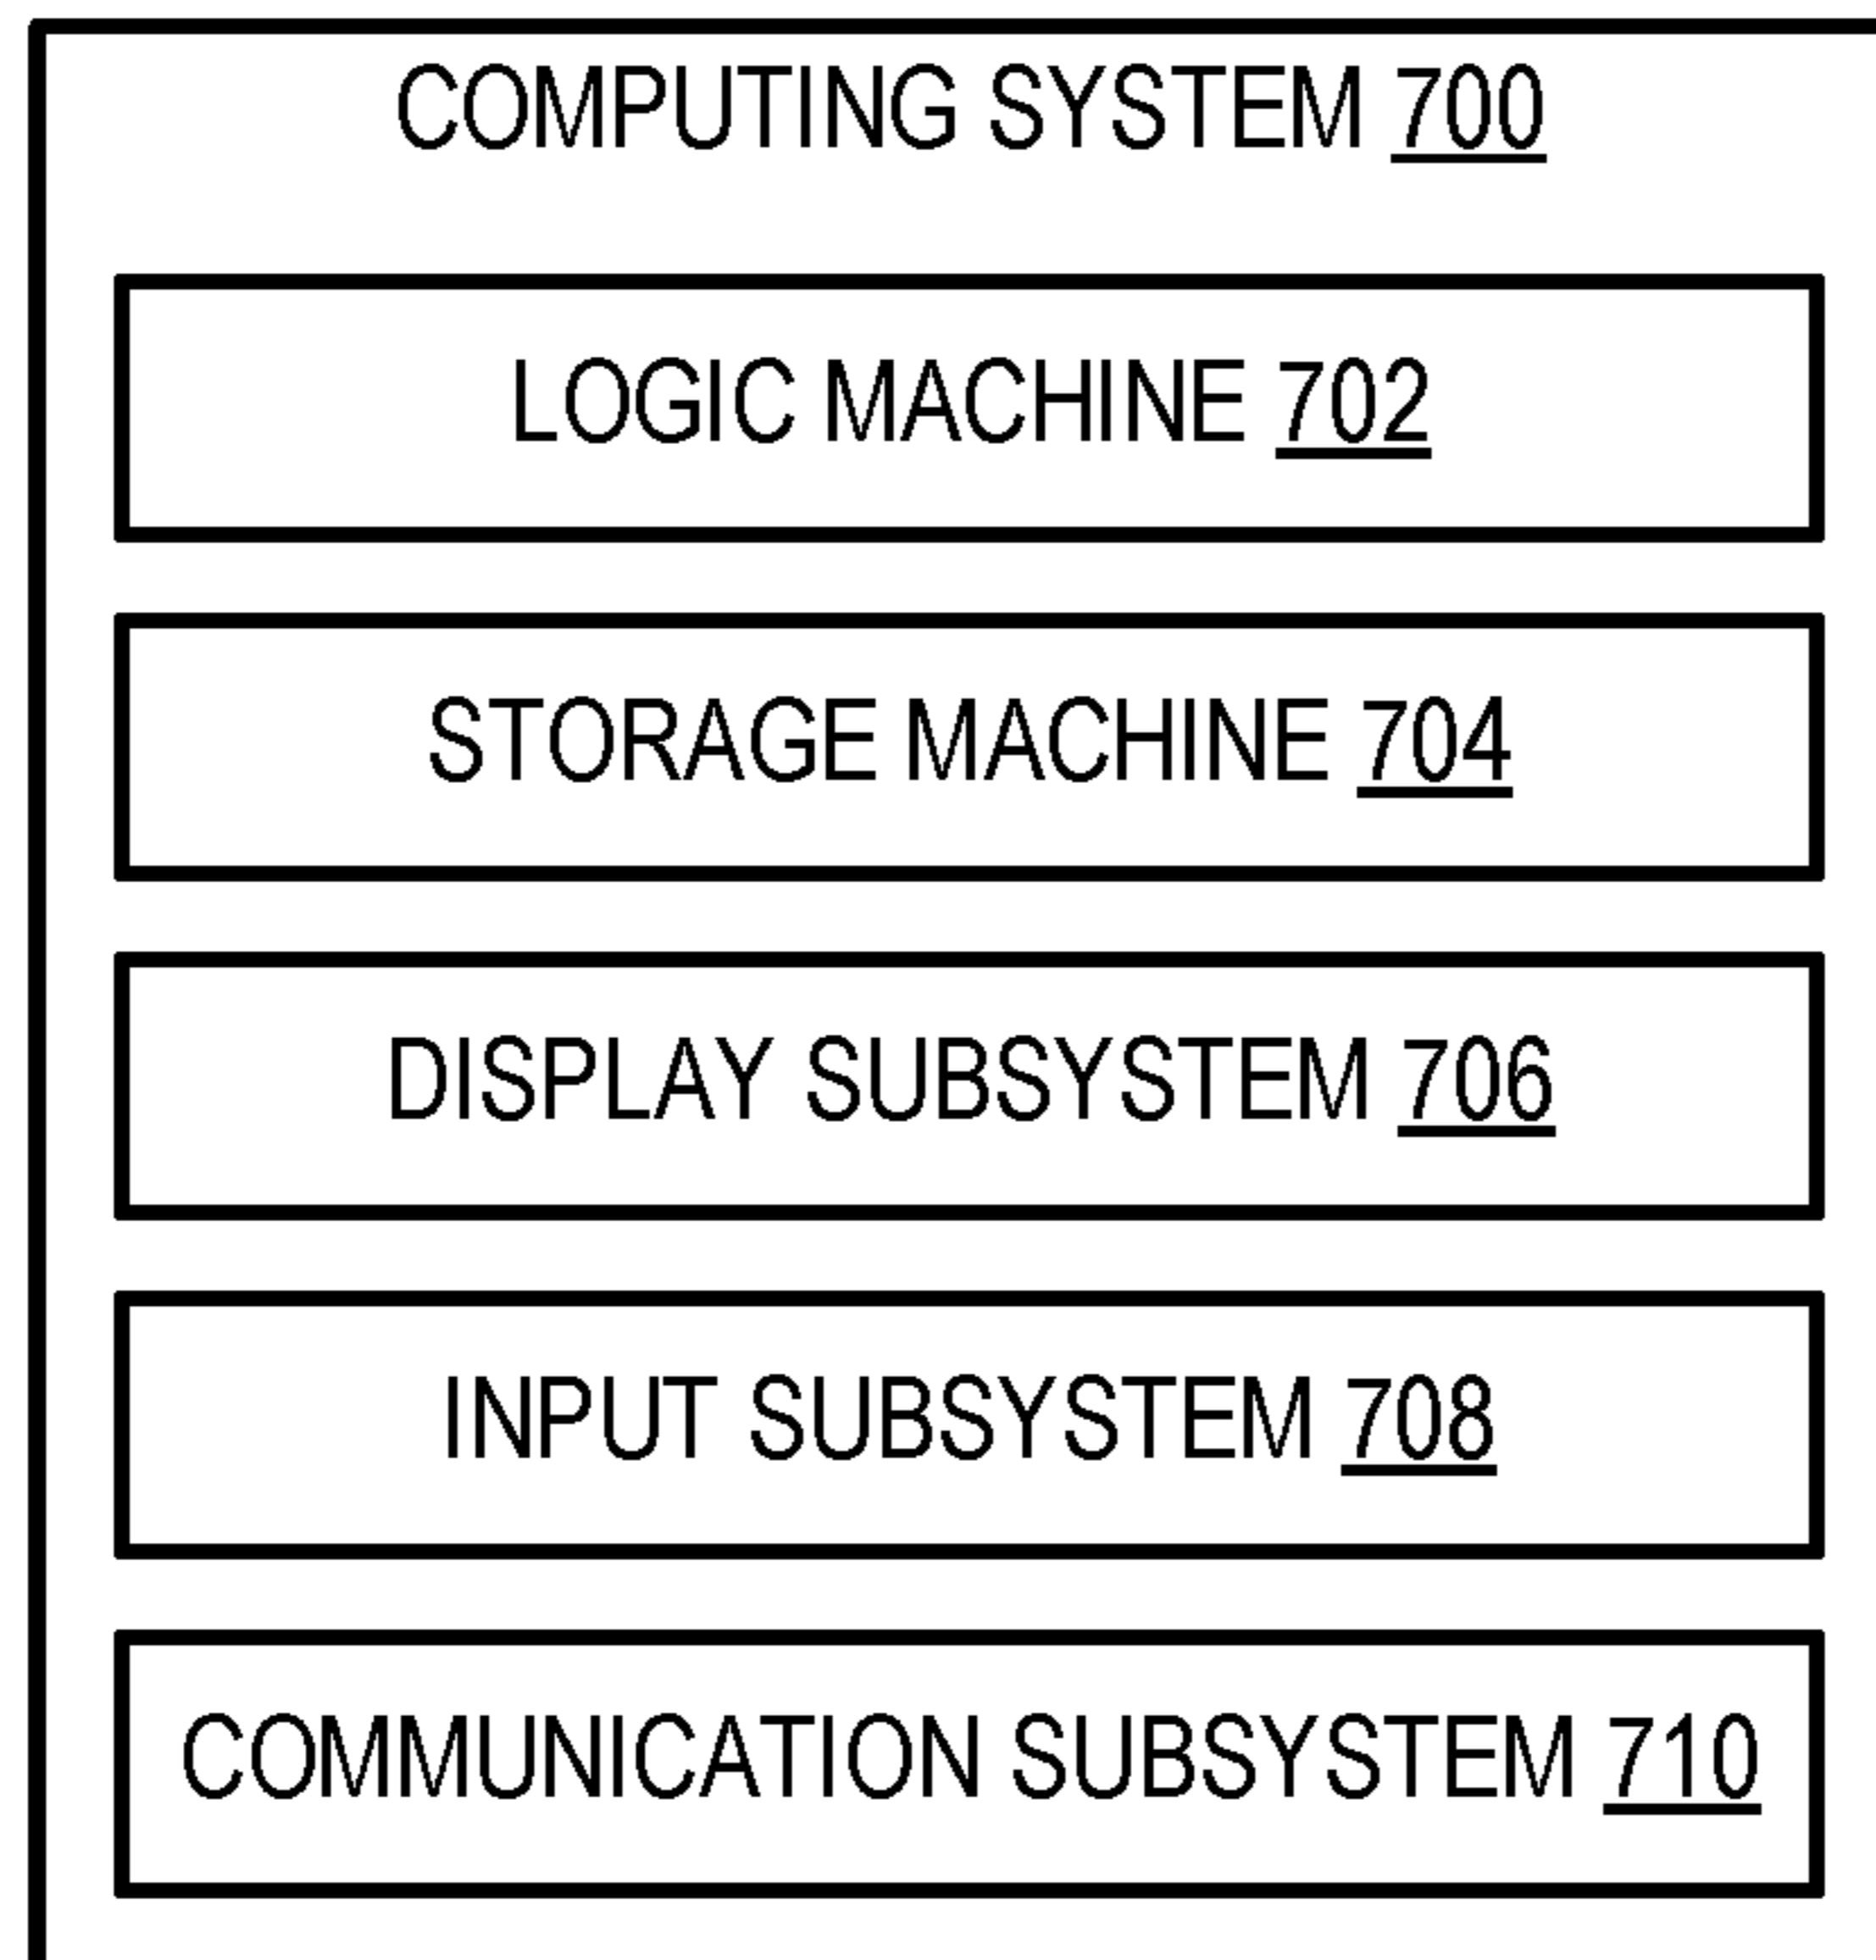 COMPUTING SYSTEM 700
LOGIC MACHINE 702
STORAGE MACHINE 704
DISPLAY SUBSYSTEM 706
INPUT SUBSYSTEM 708
COMMUNICATION SUBSYSTEM 710